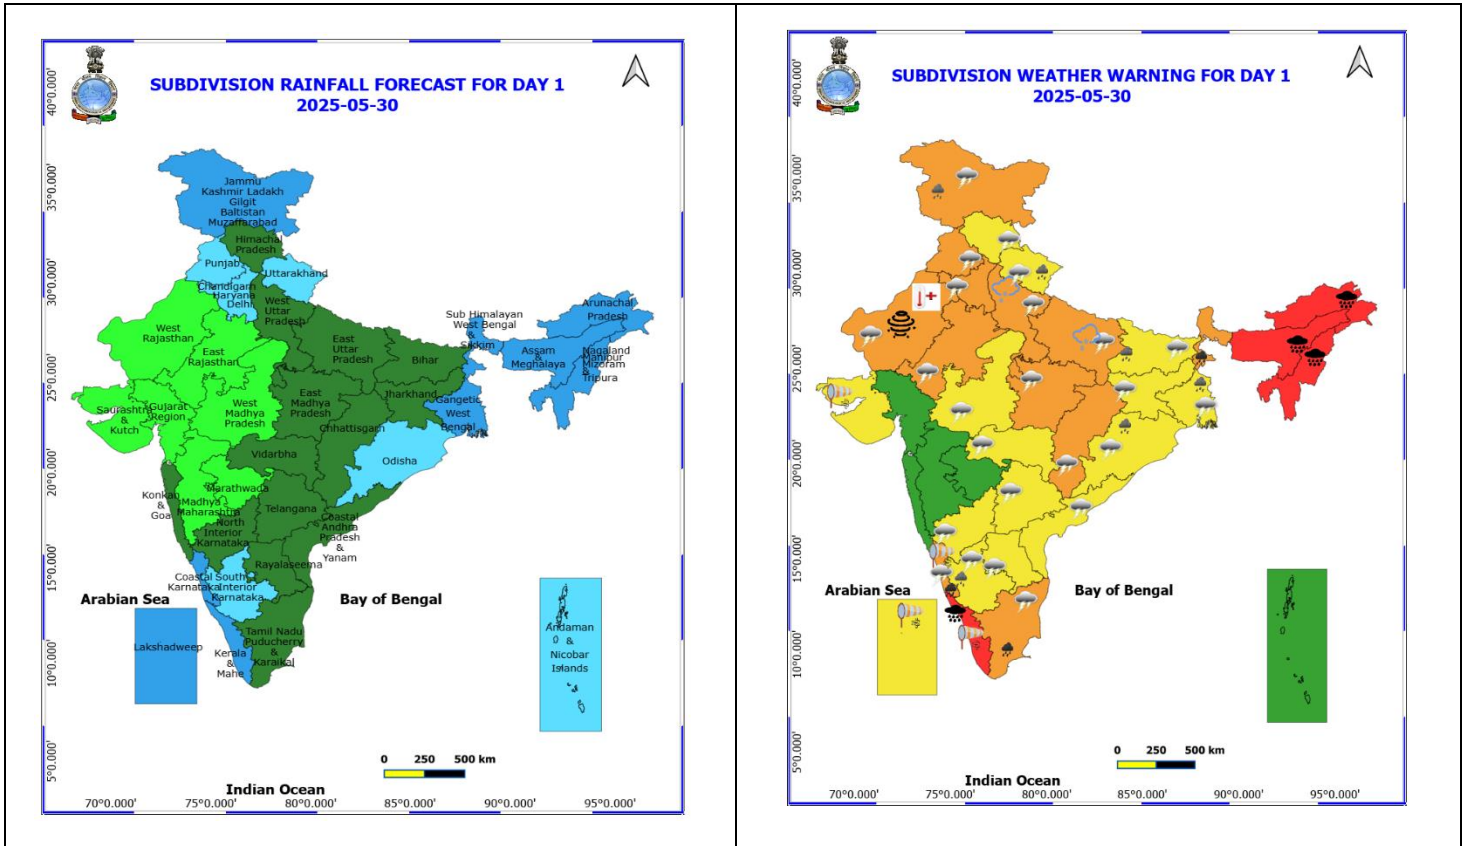 SUBDIVISION RAINFALL FORECAST FOR DAY 1
2025-05-30
40°0.000'
35°0.000'
30°0.000'
25°0.000'
20°0.000'
15°0.000'
10°0.000'
5°0.000'
Jammu
Kashmir Ladakh
Gilgit
Baltistan
Muzaffarabad
Himachal
Pradesh
Punjab
Uttarakhand
Chandigarh
Haryana
Delhi
West
Uttar
Pradesh
West
Rajasthan
East
Rajasthan
East
Uttar
Pradesh
Bihar
Sub Himalayan
West Bengal
&
Sikkim
Arunachal
Pradesh
Assam
&
Meghalaya
Nagaland
Manipur
Mizoram
&
Tripura
Saurashtra
&
Kutch
Gujarat
Region
West
Madhya
Pradesh
East
Madhya
Pradesh
Jharkhand
Gangetic
West
Bengal
Chhattisgarh
Odisha
Vidarbha
Marathwada
Madhya
Maharashtra
Konkan
&
Goa
North
Interior
Karnataka
Telangana
Coastal
Andhra
Pradesh
&
Yanam
Rayalaseema
Coastal
Karnataka
South
Interior
Karnataka
Tamil Nadu
Puducherry
&
Karaikal
Kerala
&
Mahe
Lakshadweep
Andaman
&
Nicobar
Islands
Arabian Sea
Bay of Bengal
Indian Ocean
0 250 500 km
70°0.000' 75°0.000' 80°0.000' 85°0.000' 90°0.000' 95°0.000'
SUBDIVISION WEATHER WARNING FOR DAY 1
2025-05-30
40°0.000'
35°0.000'
30°0.000'
25°0.000'
20°0.000'
15°0.000'
10°0.000'
5°0.000'
Arabian Sea
Bay of Bengal
Indian Ocean
0 250 500 km
70°0.000' 75°0.000' 80°0.000' 85°0.000' 90°0.000' 95°0.000'